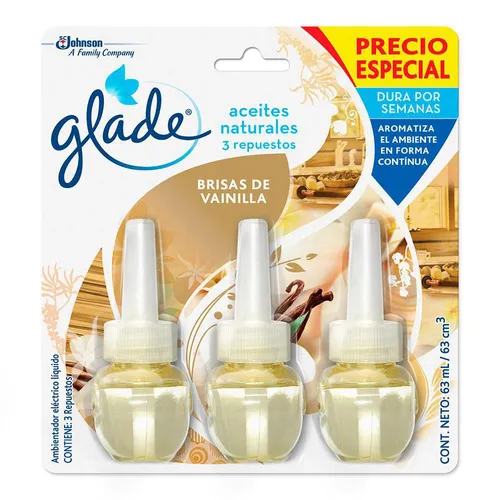 SC Johnson
A Family Company
glade
aceites
naturales
3 repuestos
BRISAS DE
VAINILLA
PRECIO
ESPECIAL
DURA POR
SEMANAS
AROMATIZA
EL AMBIENTE
EN FORMA
CONTÍNUA
Ambientador eléctrico líquido
CONTIENE: 3 Repuestos
CONT. NETO: 63 mL / 63 cm³